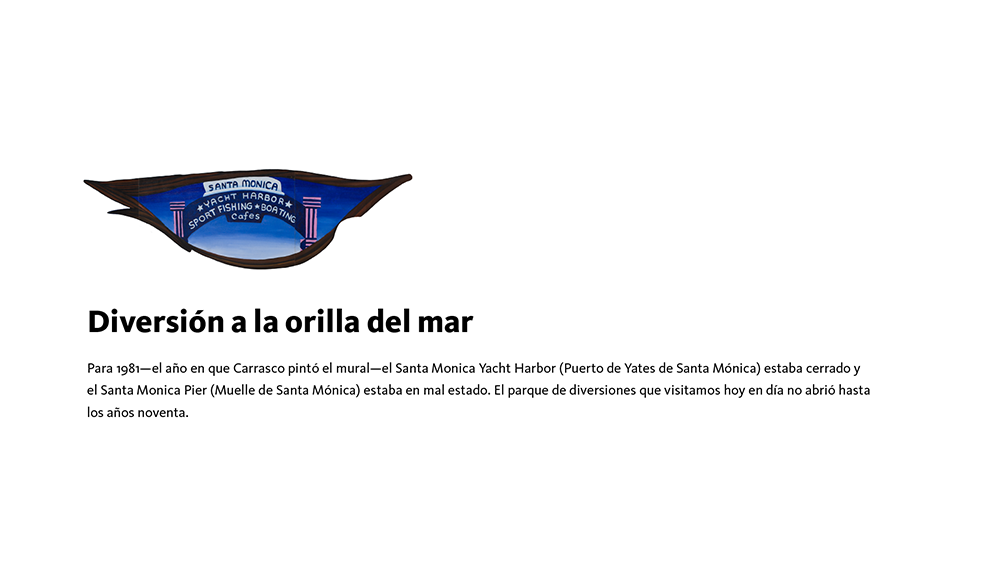 SANTA MONICA
★YACHT HARBOR★
SPORT FISHING★BOATING
Cafes
Diversión a la orilla del mar
Para 1981—el año en que Carrasco pintó el mural—el Santa Monica Yacht Harbor (Puerto de Yates de Santa Mónica) estaba cerrado y
el Santa Monica Pier (Muelle de Santa Mónica) estaba en mal estado. El parque de diversiones que visitamos hoy en día no abrió hasta
los años noventa.